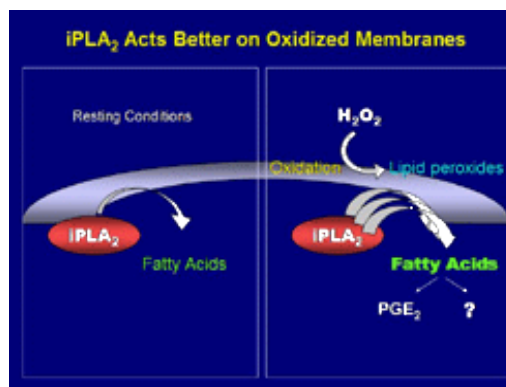 iPLA₂ Acts Better on Oxidized Membranes
Resting Conditions
iPLA₂
Fatty Acids
H₂O₂
Oxidation
Lipid peroxides
iPLA₂
Fatty Acids
PGE₂
?